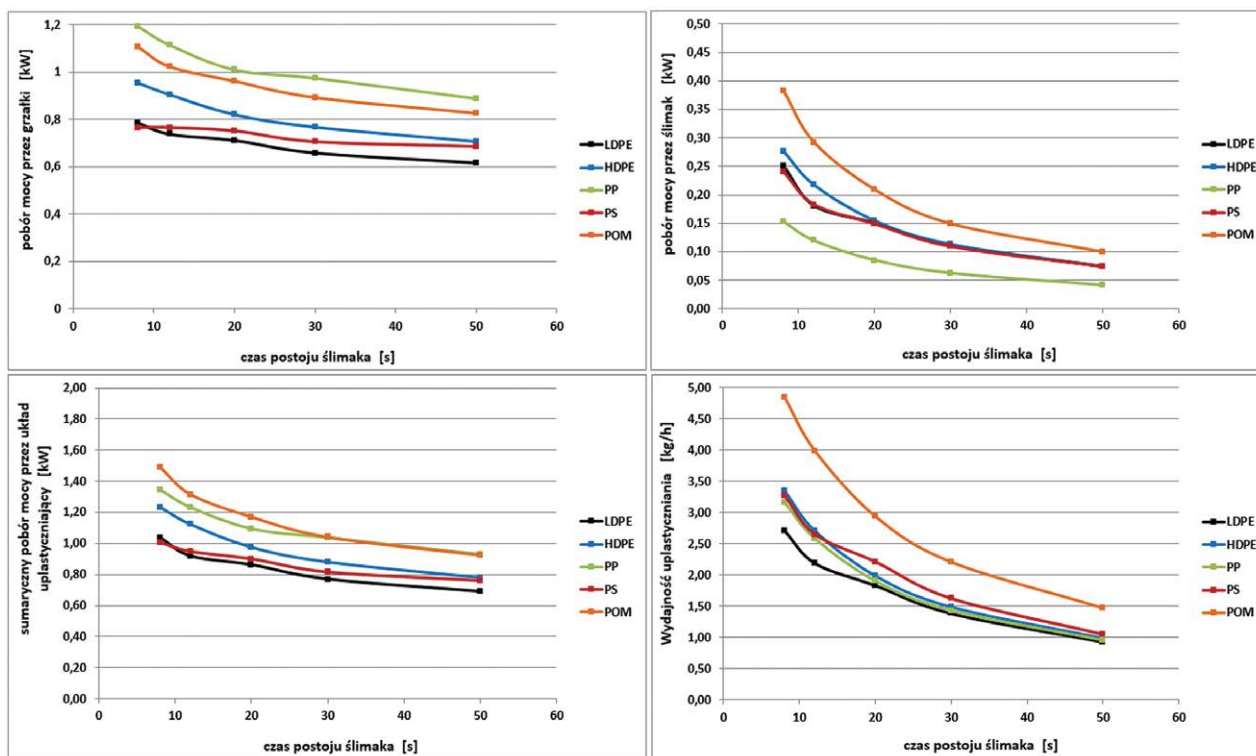 pobór mocy przez grzałki [kW]
1,2
1
0,8
0,6
0,4
0,2
0
0 10 20 30 40 50 60
czas postoju ślimaka [s]
LDPE
HDPE
PP
PS
POM
pobór mocy przez ślimak [kW]
0,50
0,45
0,40
0,35
0,30
0,25
0,20
0,15
0,10
0,05
0,00
0 10 20 30 40 50 60
czas postoju ślimaka [s]
LDPE
HDPE
PP
PS
POM
sumaryczny pobór mocy przez układ
uplastyczniający [kW]
2,00
1,80
1,60
1,40
1,20
1,00
0,80
0,60
0,40
0,20
0,00
0 10 20 30 40 50 60
czas postoju ślimaka [s]
LDPE
HDPE
PP
PS
POM
Wydajność uplastyczniania [kg/h]
5,00
4,50
4,00
3,50
3,00
2,50
2,00
1,50
1,00
0,50
0,00
0 10 20 30 40 50 60
czas postoju ślimaka [s]
LDPE
HDPE
PP
PS
POM